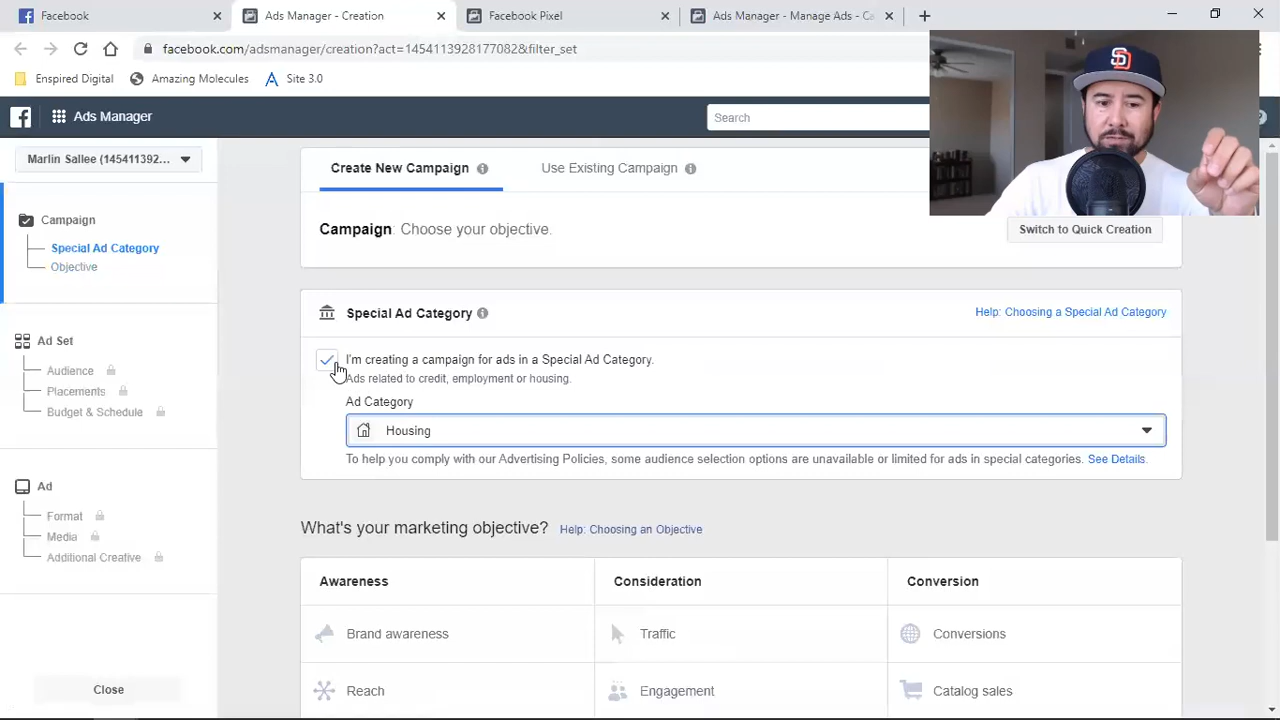 Facebook
Ads Manager - Creation
Facebook Pixel
Ads Manager - Manage Ads - Ca
facebook.com/adsmanager/creation?act=1454113928177082&filter_set
Enspired Digital
Amazing Molecules
Site 3.0
Ads Manager
Search
SD
Marlin Sallee (145411392...
Create New Campaign
Use Existing Campaign
Campaign
Special Ad Category
Objective
Campaign: Choose your objective.
Switch to Quick Creation
Special Ad Category
Help: Choosing a Special Ad Category
I'm creating a campaign for ads in a Special Ad Category.
Ads related to credit, employment or housing.
Ad Category
Housing
To help you comply with our Advertising Policies, some audience selection options are unavailable or limited for ads in special categories. See Details.
Ad Set
Audience
Placements
Budget & Schedule
Ad
Format
Media
Additional Creative
What's your marketing objective? Help: Choosing an Objective
Awareness
Consideration
Conversion
Brand awareness
Traffic
Conversions
Reach
Engagement
Catalog sales
Close